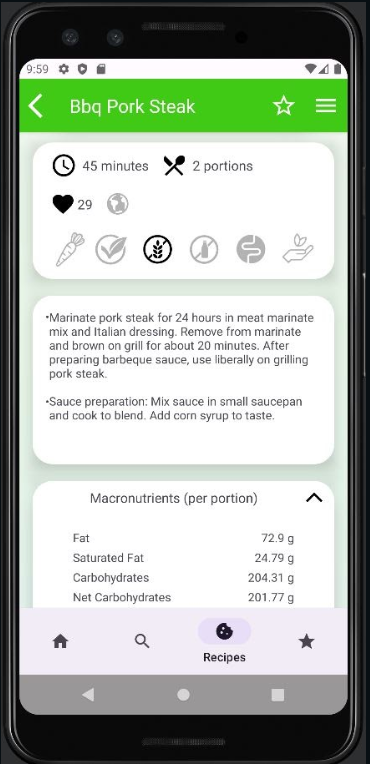 9:59
Bbq Pork Steak
45 minutes 2 portions
29
•Marinate pork steak for 24 hours in meat marinate
mix and Italian dressing. Remove from marinate
and brown on grill for about 20 minutes. After
preparing barbeque sauce, use liberally on grilling
pork steak.
•Sauce preparation: Mix sauce in small saucepan
and cook to blend. Add corn syrup to taste.
Macronutrients (per portion)
Fat 72.9 g
Saturated Fat 24.79 g
Carbohydrates 204.31 g
Net Carbohydrates 201.77 g
Recipes